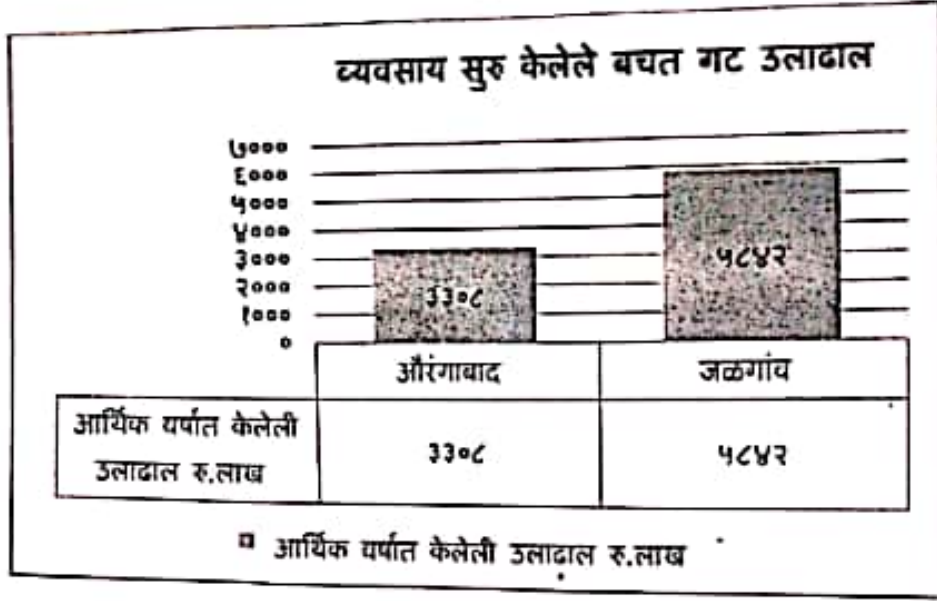 व्यवसाय सुरु केलेले बचत गट उलाढाल
७०००
६०००
५०००
४०००
३०००
२०००
१०००
०
३३०८
५८४२
औरंगाबाद
जळगांव
आर्थिक वर्षात केलेली
उलाढाल रु.लाख
३३०८
५८४२
आर्थिक वर्षात केलेली उलाढाल रु.लाख